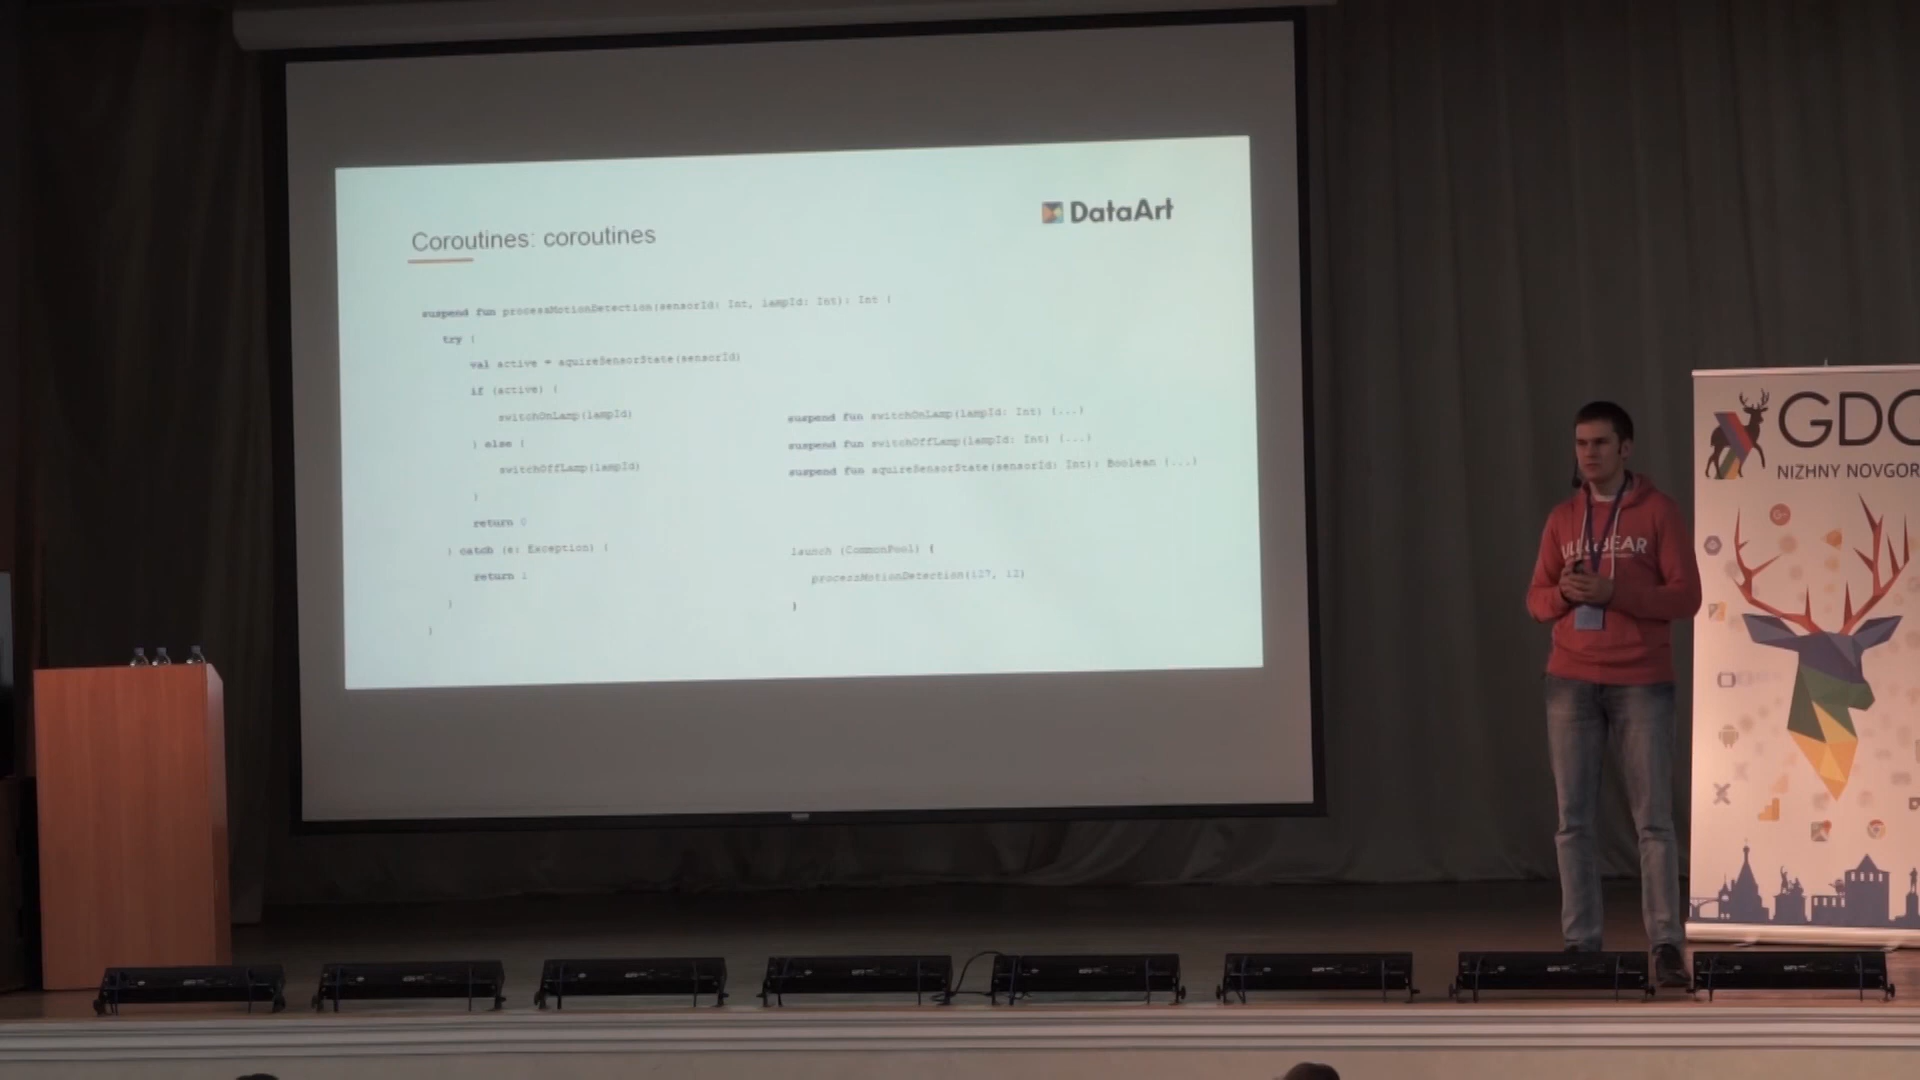 DataArt
Coroutines: coroutines
suspend fun processMotionDetection(sensorId: Int, lampId: Int): Int {
try {
val active = aquireSensorState(sensorId)
if (active) {
switchOnLamp(lampId)
} else {
switchOffLamp(lampId)
}
return 0
} catch (e: Exception) {
return 1
}
}
suspend fun switchOnLamp(lampId: Int) {...}
suspend fun switchOffLamp(lampId: Int) {...}
suspend fun aquireSensorState(sensorId: Int): Boolean {...}
launch (CommonPool) {
processMotionDetection(127, 12)
}
GDG
NIZHNY NOVGOR
BEAR